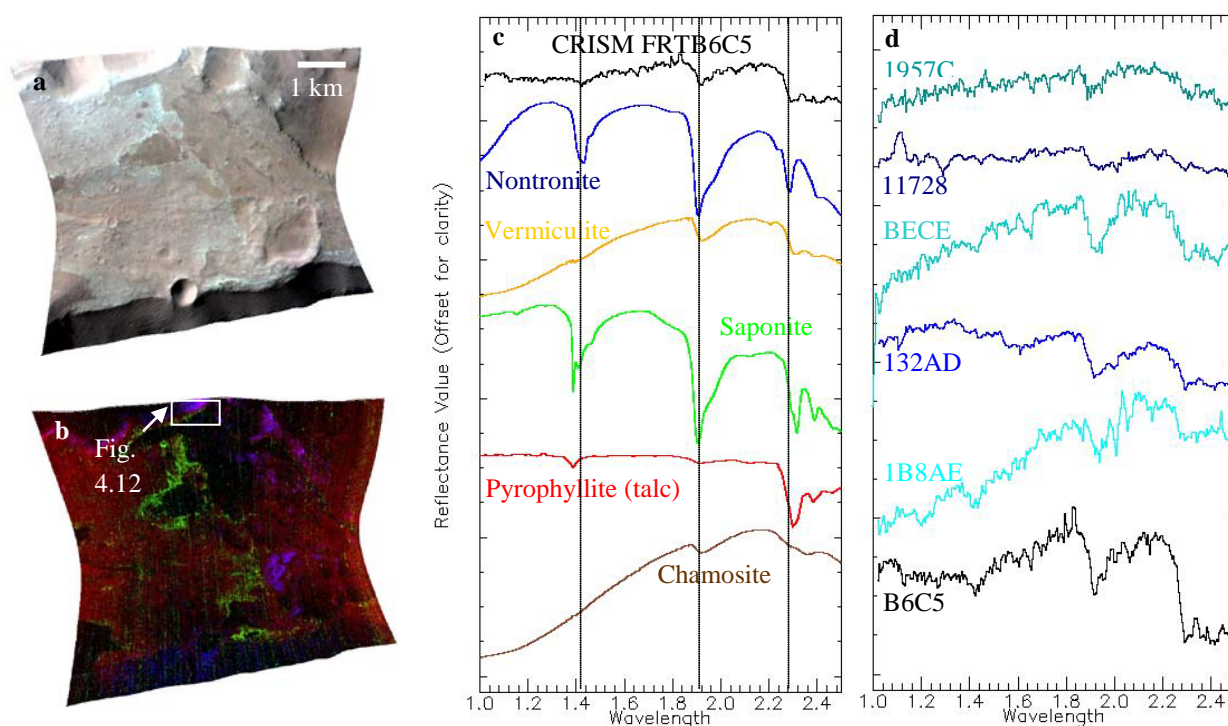 a
1 km
b
Fig.
4.12
c
CRISM FRTB6C5
Nontronite
Vermiculite
Saponite
Pyrophyllite (talc)
Chamosite
Reflectance Value (Offset for clarity)
1.0 1.2 1.4 1.6 1.8 2.0 2.2 2.4
Wavelength
d
1957C
11728
BECE
132AD
1B8AE
B6C5
1.0 1.2 1.4 1.6 1.8 2.0 2.2 2.4
Wavelength